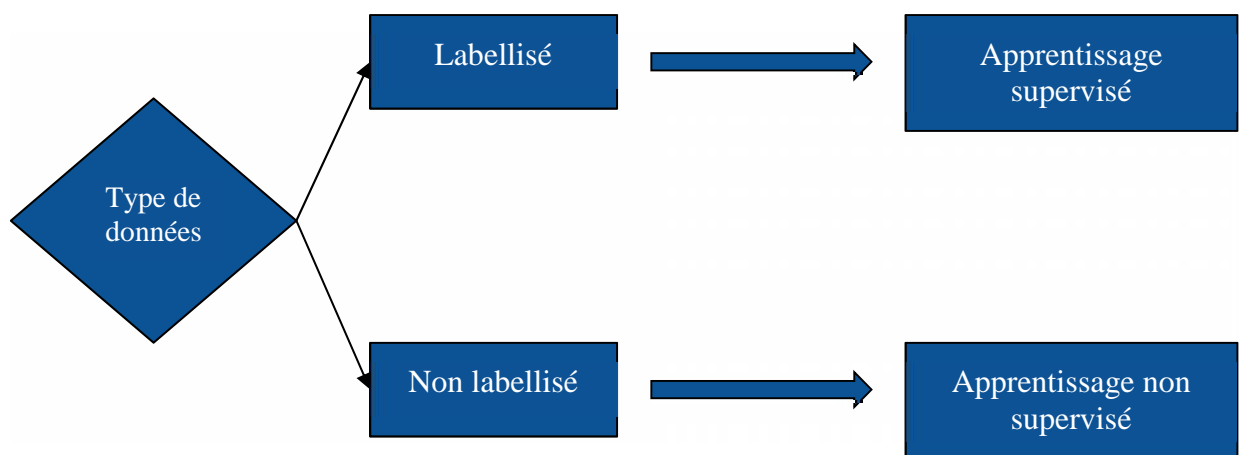 Labellisé
Apprentissage
supervisé
Type de
données
Non labellisé
Apprentissage non
supervisé